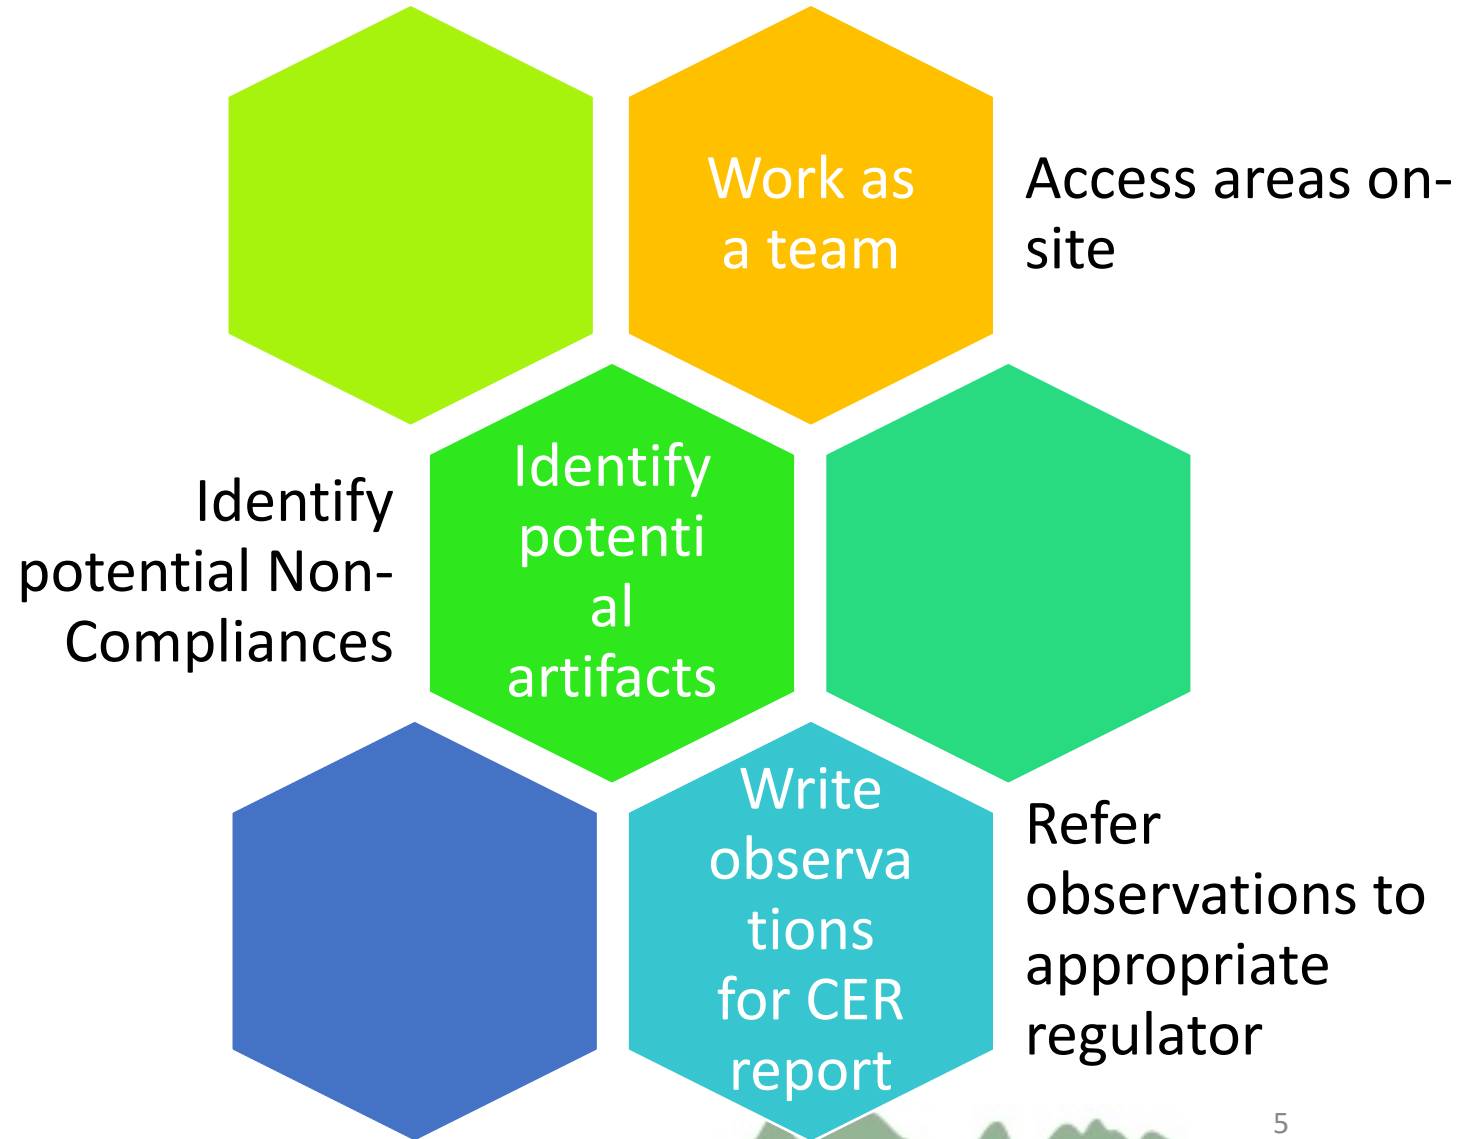 Work as
a team
Access areas on-
site
Identify
potential Non-
Compliances
Identify
potenti
al
artifacts
Write
observa
tions
for CER
report
Refer
observations to
appropriate
regulator
5